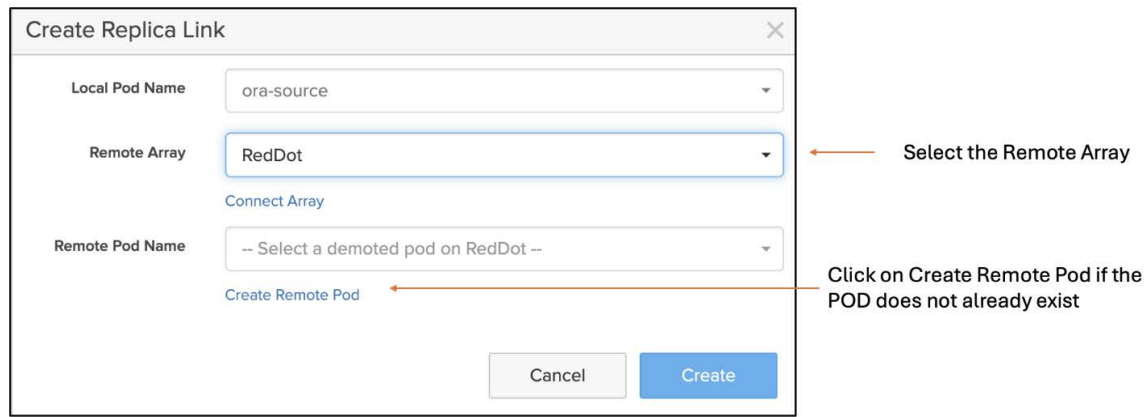 Create Replica Link
Local Pod Name
ora-source
Remote Array
RedDot
Select the Remote Array
Connect Array
Remote Pod Name
-- Select a demoted pod on RedDot --
Create Remote Pod
Click on Create Remote Pod if the
POD does not already exist
Cancel
Create